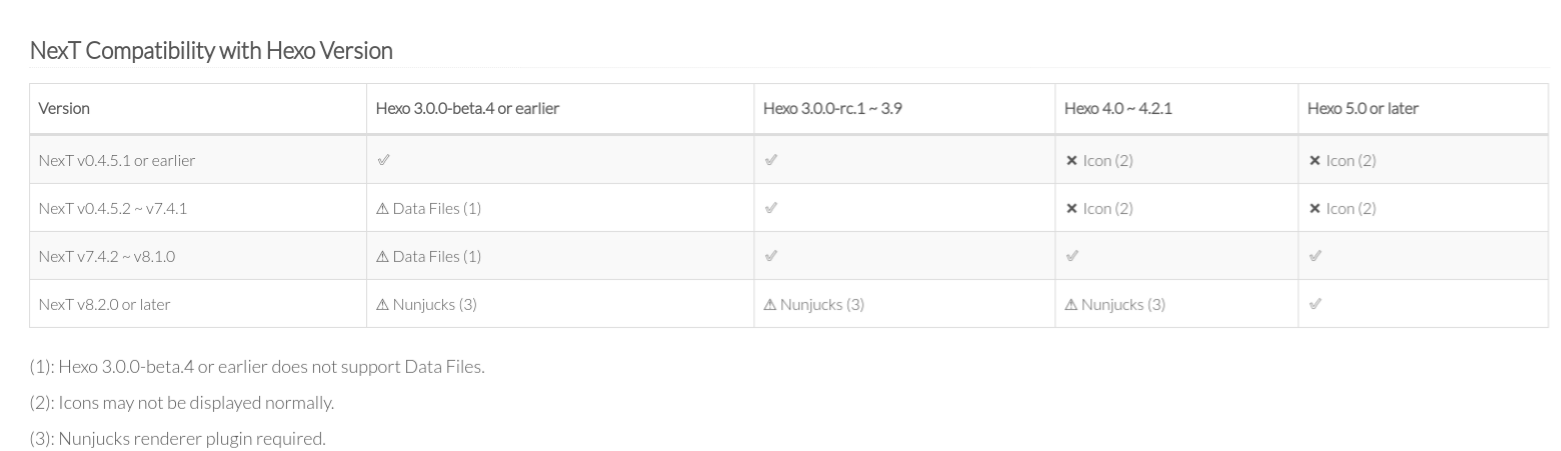 NexT Compatibility with Hexo Version
Version Hexo 3.0.0-beta.4 or earlier Hexo 3.0.0-rc.1 ~ 3.9 Hexo 4.0 ~ 4.2.1 Hexo 5.0 or later
NexT v0.4.5.1 or earlier ✅ ✅ ❌ Icon (2) ❌ Icon (2)
NexT v0.4.5.2 ~ v7.4.1 ⚠ Data Files (1) ✅ ❌ Icon (2) ❌ Icon (2)
NexT v7.4.2 ~ v8.1.0 ⚠ Data Files (1) ✅ ✅ ✅
NexT v8.2.0 or later ⚠ Nunjucks (3) ⚠ Nunjucks (3) ⚠ Nunjucks (3) ✅
(1): Hexo 3.0.0-beta.4 or earlier does not support Data Files.
(2): Icons may not be displayed normally.
(3): Nunjucks renderer plugin required.